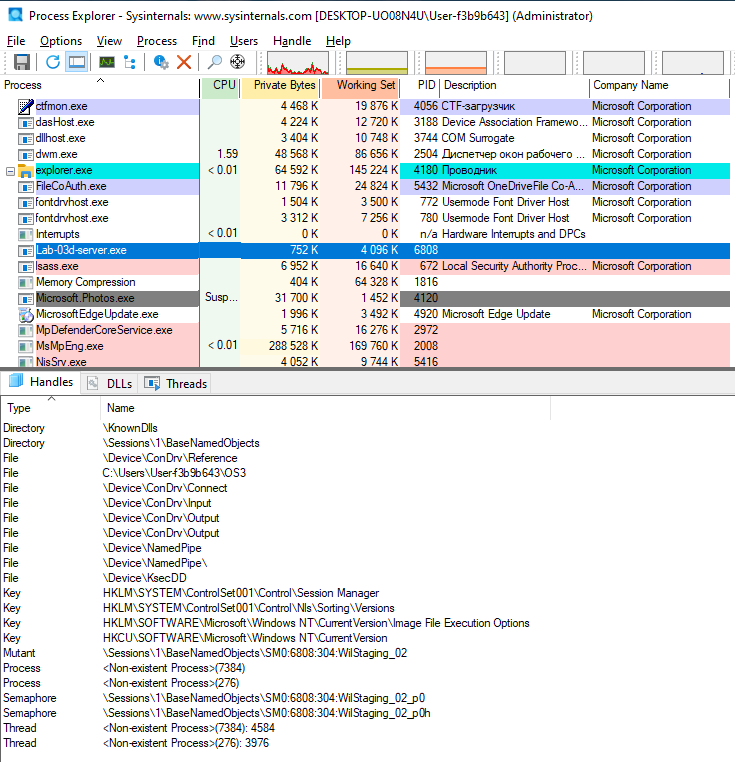 Process Explorer - Sysinternals: www.sysinternals.com [DESKTOP-UO08N4U\User-f3b9b643] (Administrator)
File Options View Process Find Users Handle Help
Process CPU Private Bytes Working Set PID Description Company Name
ctfmon.exe 4 468 K 19 876 K 4056 CTF-загрузчик Microsoft Corporation
dasHost.exe 4 224 K 12 720 K 3188 Device Association Framewo... Microsoft Corporation
dllhost.exe 3 404 K 10 748 K 3744 COM Surrogate Microsoft Corporation
dwm.exe 1.59 48 568 K 86 656 K 2504 Диспетчер окон рабочего ... Microsoft Corporation
explorer.exe < 0.01 64 592 K 145 224 K 4180 Проводник Microsoft Corporation
FileCoAuth.exe 11 796 K 24 824 K 5432 Microsoft OneDriveFile Co-A... Microsoft Corporation
fontdrvhost.exe 1 504 K 3 500 K 772 Usermode Font Driver Host Microsoft Corporation
fontdrvhost.exe 3 312 K 7 256 K 780 Usermode Font Driver Host Microsoft Corporation
Interrupts < 0.01 0 K 0 K n/a Hardware Interrupts and DPCs
Lab-03d-server.exe 752 K 4 096 K 6808
lsass.exe 6 952 K 16 640 K 672 Local Security Authority Proc... Microsoft Corporation
Memory Compression 404 K 64 328 K 1816
Microsoft.Photos.exe Susp... 31 700 K 1 452 K 4120
MicrosoftEdgeUpdate.exe 1 996 K 3 492 K 4920 Microsoft Edge Update Microsoft Corporation
MpDefenderCoreService.exe 5 716 K 16 276 K 2972
MsMpEng.exe < 0.01 288 528 K 169 760 K 2008
NisSrv.exe 4 052 K 9 744 K 5416
Handles DLLs Threads
Type Name
Directory \KnownDlls
Directory \Sessions\1\BaseNamedObjects
File \Device\ConDrv\Reference
File C:\Users\User-f3b9b643\OS3
File \Device\ConDrv\Connect
File \Device\ConDrv\Input
File \Device\ConDrv\Output
File \Device\ConDrv\Output
File \Device\NamedPipe
File \Device\NamedPipe\
File \Device\KsecDD
Key HKLM\SYSTEM\ControlSet001\Control\Session Manager
Key HKLM\SYSTEM\ControlSet001\Control\Nls\Sorting\Versions
Key HKLM\SOFTWARE\Microsoft\Windows NT\CurrentVersion\Image File Execution Options
Key HKCU\SOFTWARE\Microsoft\Windows NT\CurrentVersion
Mutant \Sessions\1\BaseNamedObjects\SM0:6808:304:WilStaging_02
Process <Non-existent Process>(7384)
Process <Non-existent Process>(276)
Semaphore \Sessions\1\BaseNamedObjects\SM0:6808:304:WilStaging_02_p0
Semaphore \Sessions\1\BaseNamedObjects\SM0:6808:304:WilStaging_02_p0h
Thread <Non-existent Process>(7384): 4584
Thread <Non-existent Process>(276): 3976